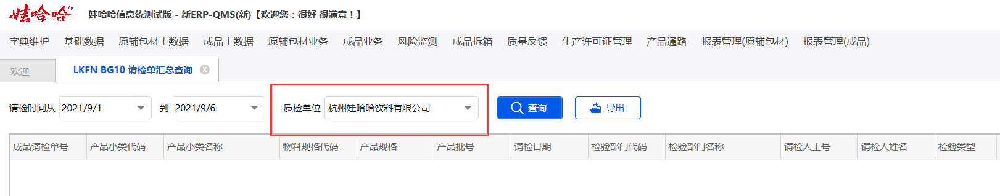 娃哈哈® 娃哈哈信息统测试版 - 新ERP-QMS(新)【欢迎您：很好 很满意！】
字典维护 基础数据 原辅包材主数据 成品主数据 原辅包材业务 成品业务 风险监测 成品拆箱 质量反馈 生产许可证管理 产品通路 报表管理(原辅包材) 报表管理(成品)
欢迎 LKFN BG10 请检单汇总查询 x
请检时间从 2021/9/1 到 2021/9/6 质检单位 杭州娃哈哈饮料有限公司 查询 导出
成品请检单号 产品小类代码 产品小类名称 物料规格代码 产品规格 产品批号 请检日期 检验部门代码 检验部门名称 请检人工号 请检人姓名 检验类型